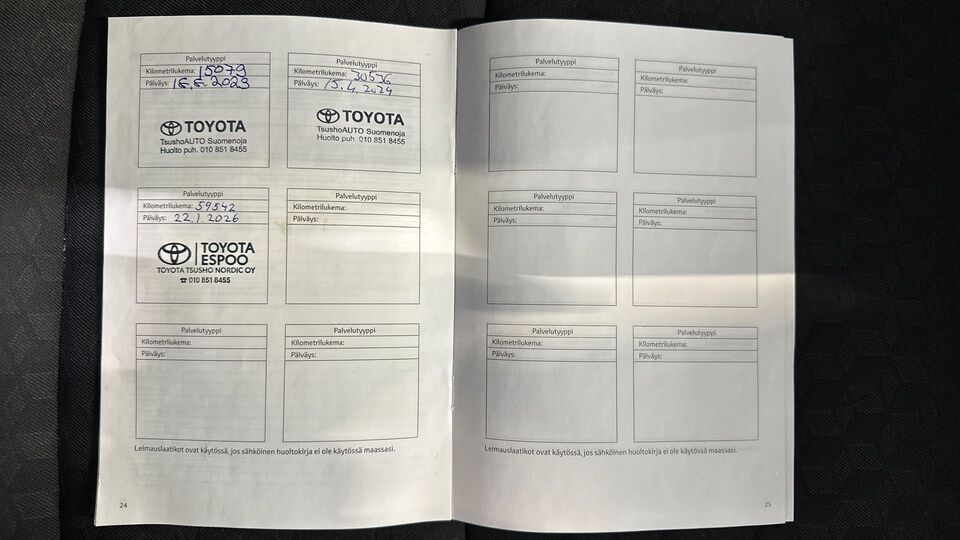 Palvelutyyppi
Kilometrilukema: 15079
Päiväys: 15.5.2023
TOYOTA
TsushoAUTO Suomenoja
Huolto puh. 010 851 8455
Palvelutyyppi
Kilometrilukema: 30536
Päiväys: 15.4.2024
TOYOTA
TsushoAUTO Suomenoja
Huolto puh. 010 851 8455
Palvelutyyppi
Kilometrilukema: 59542
Päiväys: 22.1.2026
TOYOTA
ESPOO
TOYOTA TSUSHO NORDIC OY
☎ 010 851 8455
Palvelutyyppi
Kilometrilukema:
Päiväys:
Palvelutyyppi
Kilometrilukema:
Päiväys:
Palvelutyyppi
Kilometrilukema:
Päiväys:
Leimauslaatikot ovat käytössä, jos sähköinen huoltokirja ei ole käytössä maassasi.
24
Palvelutyyppi
Kilometrilukema:
Päiväys:
Palvelutyyppi
Kilometrilukema:
Päiväys:
Palvelutyyppi
Kilometrilukema:
Päiväys:
Palvelutyyppi
Kilometrilukema:
Päiväys:
Palvelutyyppi
Kilometrilukema:
Päiväys:
Palvelutyyppi
Kilometrilukema:
Päiväys:
Leimauslaatikot ovat käytössä, jos sähköinen huoltokirja ei ole käytössä maassasi.
25